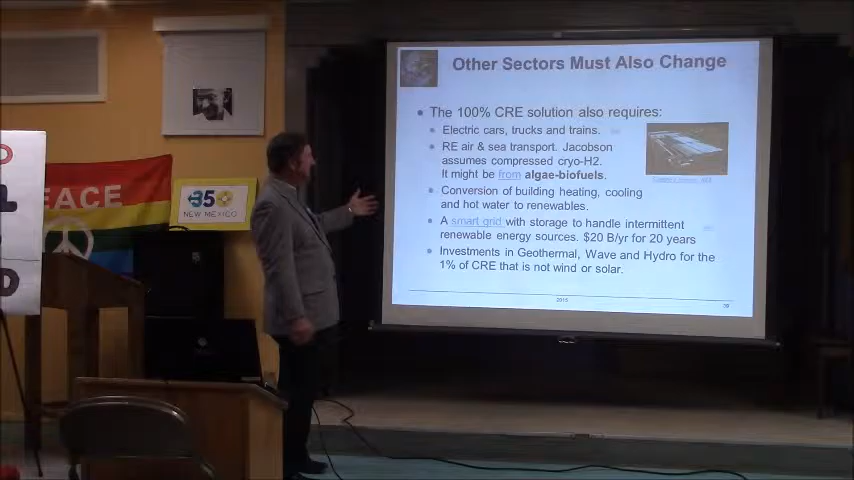 Other Sectors Must Also Change
The 100% CRE solution also requires:
Electric cars, trucks and trains.
RE air & sea transport. Jacobson
assumes compressed cryo-H2.
It might be from algae-biofuels.
Conversion of building heating, cooling
and hot water to renewables.
A smart grid with storage to handle intermittent
renewable energy sources. $20 B/yr for 20 years
Investments in Geothermal, Wave and Hydro for the
1% of CRE that is not wind or solar.
2015
PEACE
350
NEW MEXICO